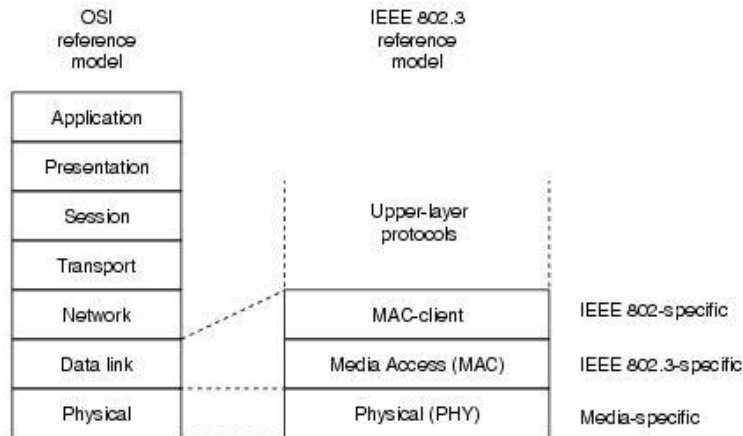 OSI
reference
model
IEEE 802.3
reference
model
Application
Presentation
Session
Transport
Network
Data link
Physical
Upper-layer
protocols
MAC-client
Media Access (MAC)
Physical (PHY)
IEEE 802-specific
IEEE 802.3-specific
Media-specific